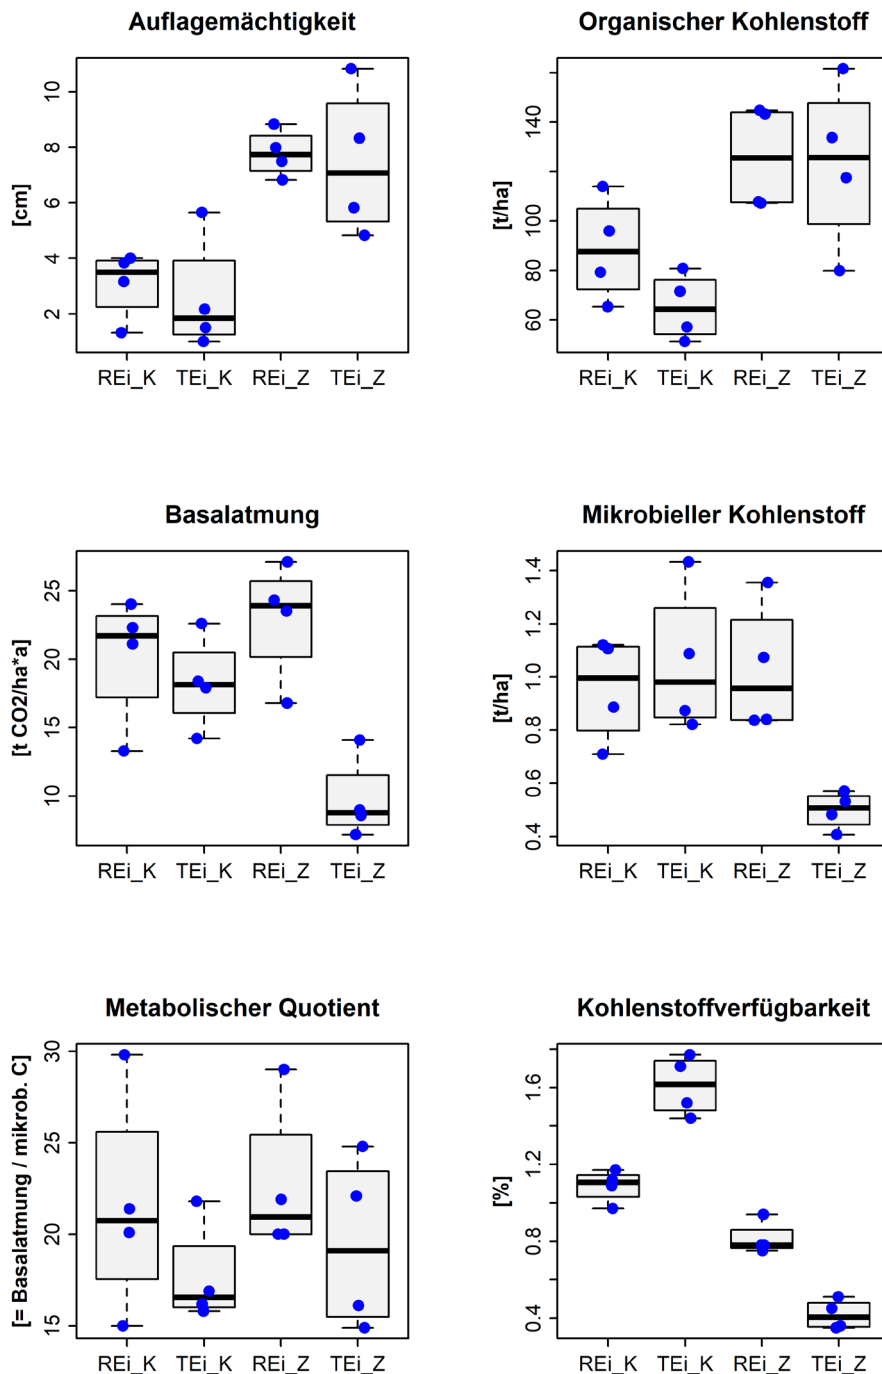 Auflagemächtigkeit
[cm]
2 4 6 8 10
REi_K TEi_K REi_Z TEi_Z
Organischer Kohlenstoff
[t/ha]
60 80 100 140
REi_K TEi_K REi_Z TEi_Z
Basalatmung
[t CO2/ha*a]
10 15 20 25
REi_K TEi_K REi_Z TEi_Z
Mikrobieller Kohlenstoff
[t/ha]
0.4 0.6 0.8 1.0 1.2 1.4
REi_K TEi_K REi_Z TEi_Z
Metabolischer Quotient
[= Basalatmung / mikrob. C]
15 20 25 30
REi_K TEi_K REi_Z TEi_Z
Kohlenstoffverfügbarkeit
[%]
0.4 0.8 1.2 1.6
REi_K TEi_K REi_Z TEi_Z